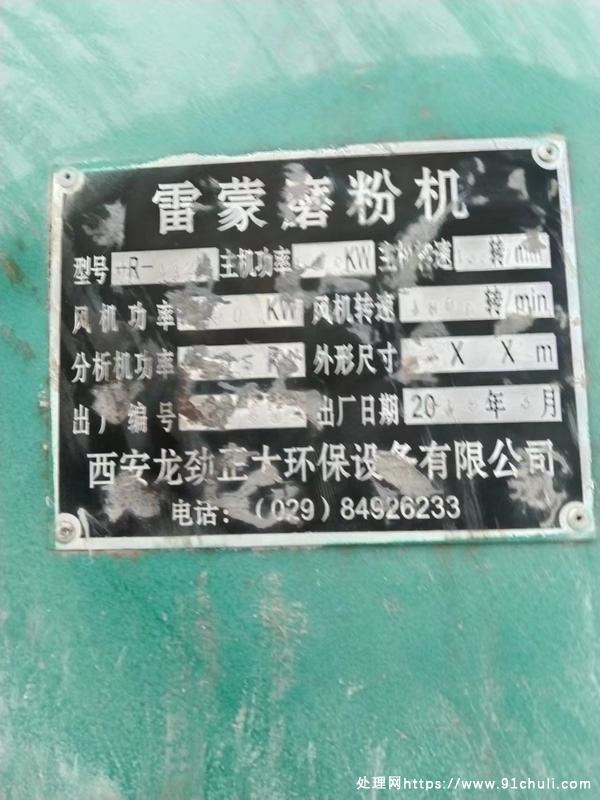 雷蒙磨粉机
型号 R- 主机功率 KW 主机转速 转/min
风机功率 KW 风机转速 转/min
分析机功率 外形尺寸 X X m
出厂编号 出厂日期 20 年 月
西安龙劲正大环保设备有限公司
电话：（029）84926233
处理网https://www.91chuli.com